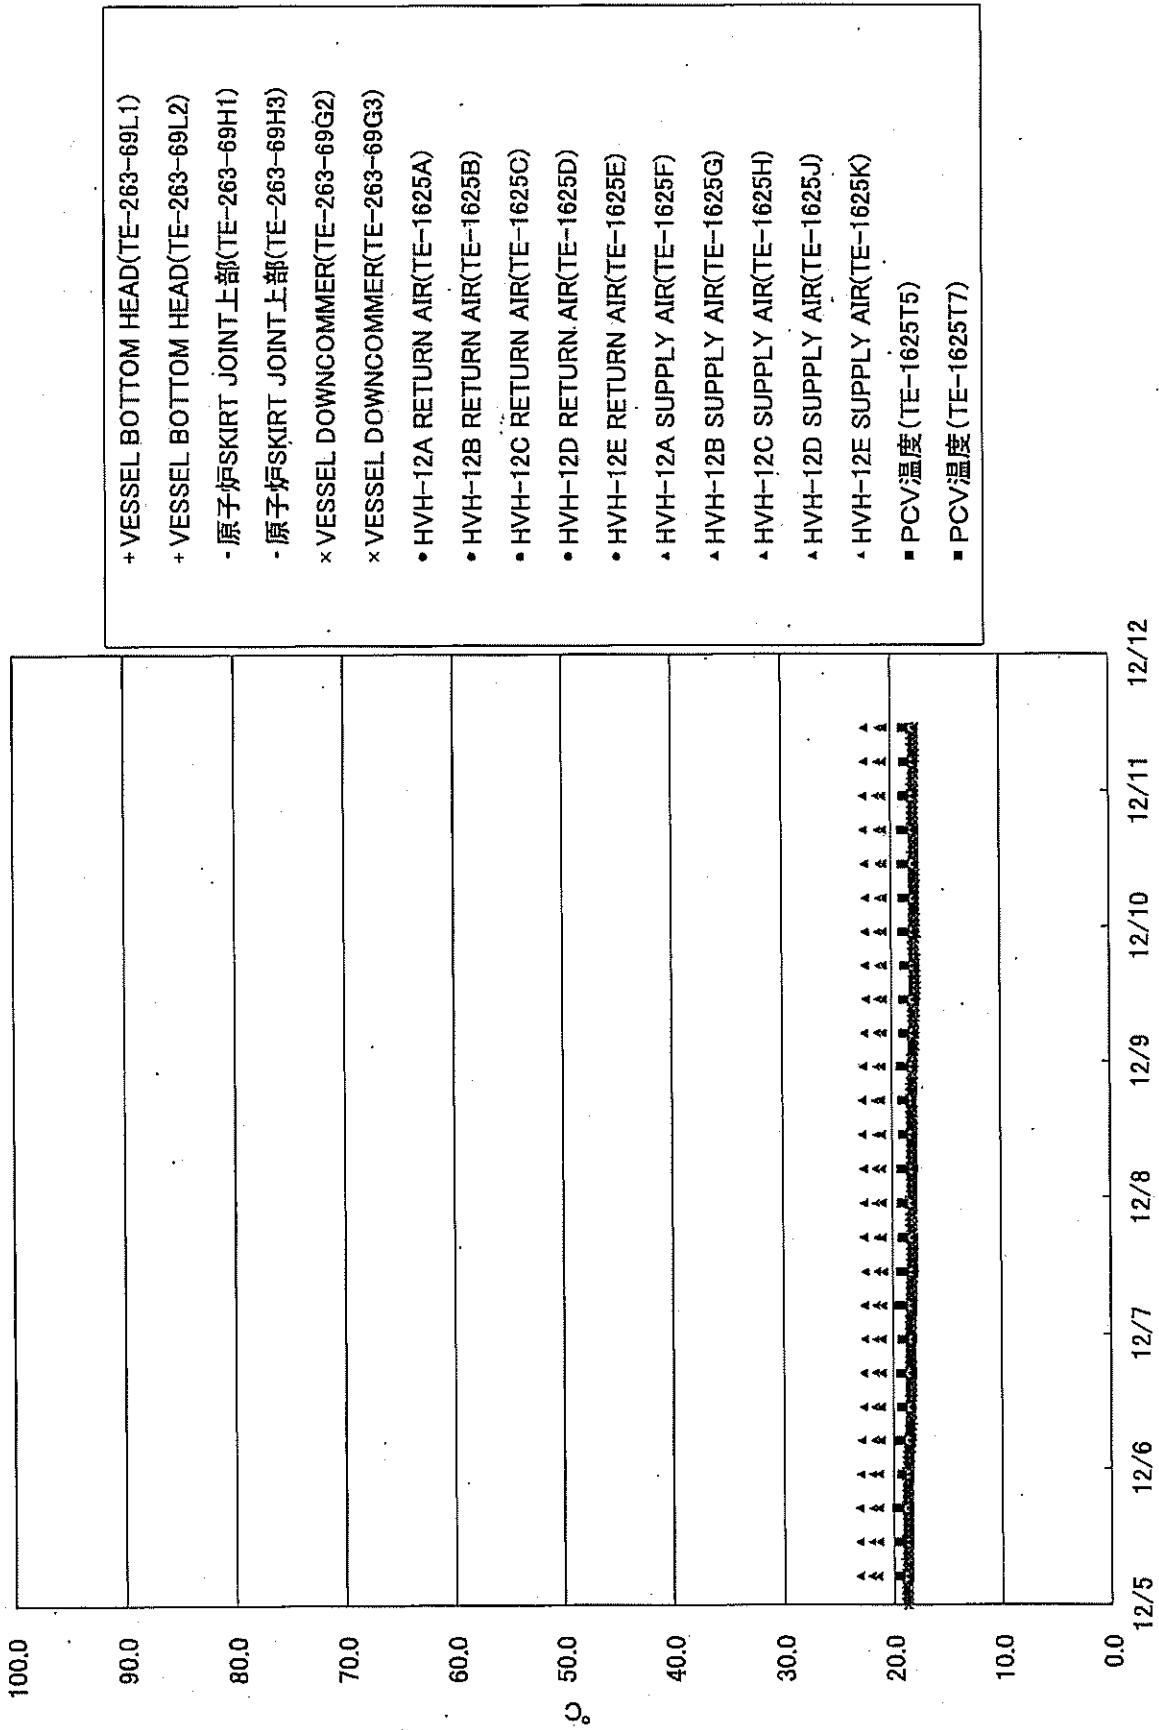 100.0
90.0
80.0
70.0
60.0
50.0
40.0
30.0
20.0
10.0
0.0
℃
12/5
12/6
12/7
12/8
12/9
12/10
12/11
12/12
+ VESSEL BOTTOM HEAD(TE-263-69L1)
+ VESSEL BOTTOM HEAD(TE-263-69L2)
- 原子炉SKIRT JOINT上部(TE-263-69H1)
- 原子炉SKIRT JOINT上部(TE-263-69H3)
× VESSEL DOWNCOMMER(TE-263-69G2)
× VESSEL DOWNCOMMER(TE-263-69G3)
● HVH-12A RETURN AIR(TE-1625A)
● HVH-12B RETURN AIR(TE-1625B)
● HVH-12C RETURN AIR(TE-1625C)
● HVH-12D RETURN AIR(TE-1625D)
● HVH-12E RETURN AIR(TE-1625E)
▲ HVH-12A SUPPLY AIR(TE-1625F)
▲ HVH-12B SUPPLY AIR(TE-1625G)
▲ HVH-12C SUPPLY AIR(TE-1625H)
▲ HVH-12D SUPPLY AIR(TE-1625J)
▲ HVH-12E SUPPLY AIR(TE-1625K)
■ PCV温度(TE-1625T5)
■ PCV温度(TE-1625T7)